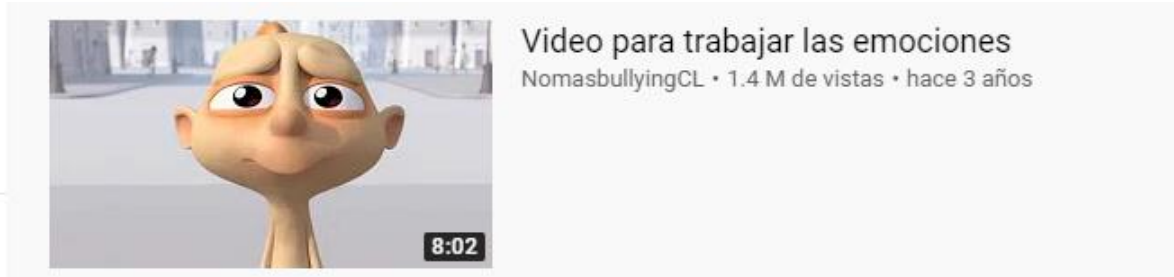 Video para trabajar las emociones
NomasbullyingCL • 1.4 M de vistas • hace 3 años
8:02